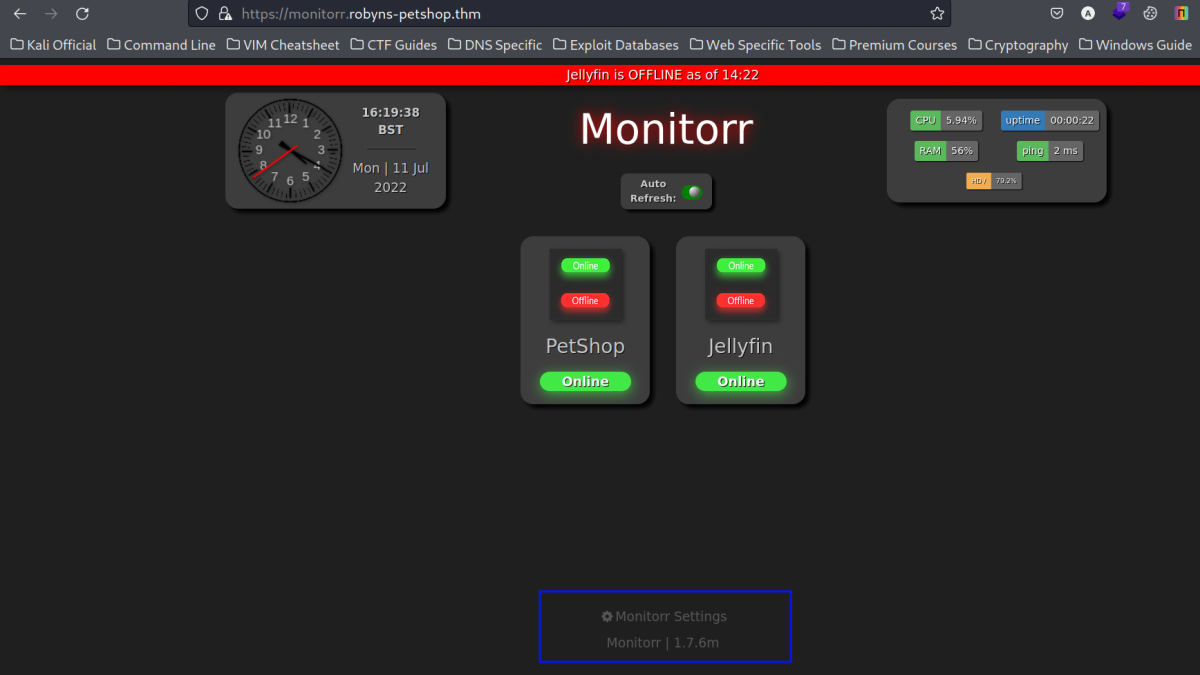 https://monitorr.robyns-petshop.thm
7
A
Kali Official Command Line VIM Cheatsheet CTF Guides DNS Specific Exploit Databases Web Specific Tools Premium Courses Cryptography Windows Guide
Jellyfin is OFFLINE as of 14:22
12
1
2
3
4
5
6
7
8
9
10
11
16:19:38
BST
Mon | 11 Jul
2022
Monitorr
Auto
Refresh:
CPU 5.94% uptime 00:00:22
RAM 56% ping 2 ms
HD / 79.2%
Online
Offline
PetShop
Online
Online
Offline
Jellyfin
Online
Monitorr Settings
Monitorr | 1.7.6m